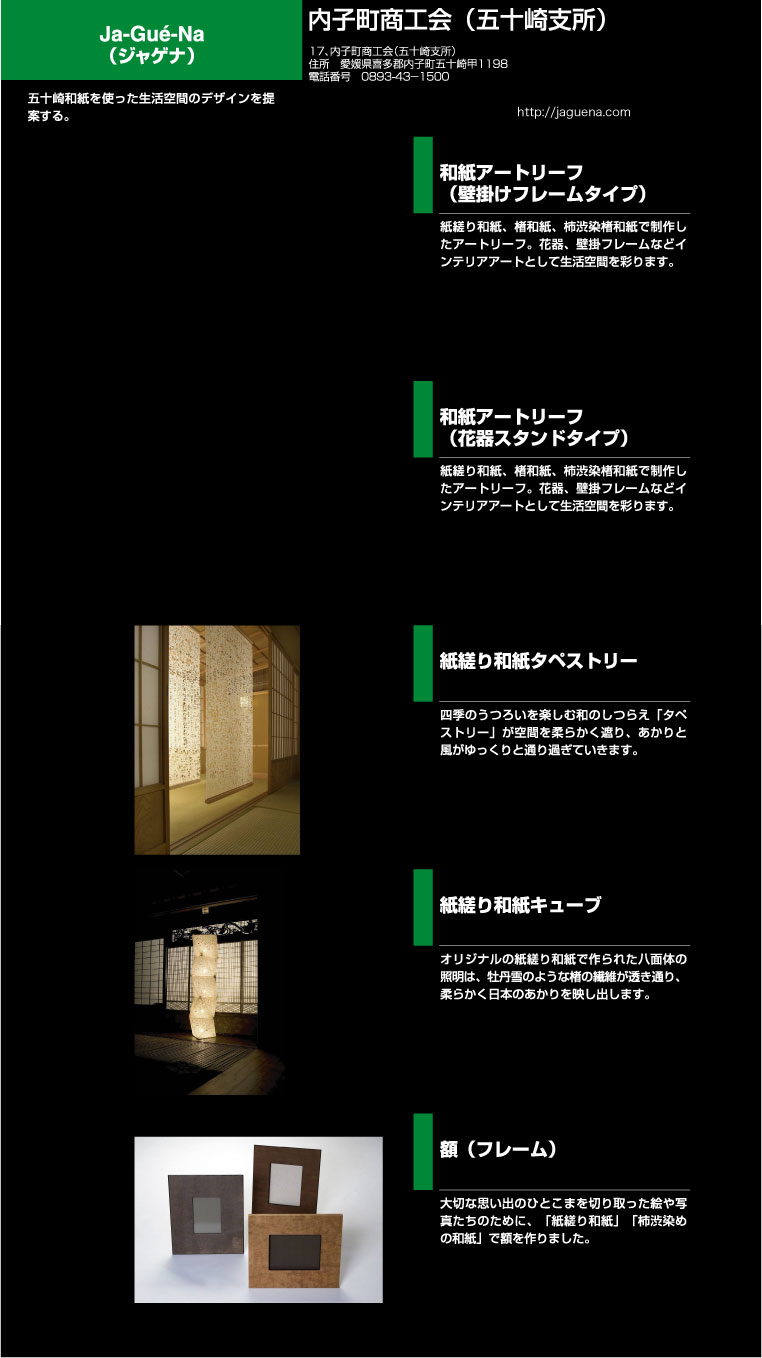 Ja-Gué-Na
（ジャゲナ）
内子町商工会（五十崎支所）
17、内子町商工会（五十崎支所）
住所　愛媛県喜多郡内子町五十崎甲1198
電話番号　0893-43−1500
五十崎和紙を使った生活空間のデザインを提
案する。
http://jaguena.com
和紙アートリーフ
（壁掛けフレームタイプ）
紙縒り和紙、楮和紙、柿渋染楮和紙で制作し
たアートリーフ。花器、壁掛フレームなどイ
ンテリアアートとして生活空間を彩ります。
和紙アートリーフ
（花器スタンドタイプ）
紙縒り和紙、楮和紙、柿渋染楮和紙で制作し
たアートリーフ。花器、壁掛フレームなどイ
ンテリアアートとして生活空間を彩ります。
紙縒り和紙タペストリー
四季のうつろいを楽しむ和のしつらえ「タペ
ストリー」が空間を柔らかく遮り、あかりと
風がゆっくりと通り過ぎていきます。
紙縒り和紙キューブ
オリジナルの紙縒り和紙で作られた八面体の
照明は、牡丹雪のような楮の繊維が透き通り、
柔らかく日本のあかりを映し出します。
額（フレーム）
大切な思い出のひとこまを切り取った絵や写
真たちのために、「紙縒り和紙」「柿渋染め
の和紙」で額を作りました。